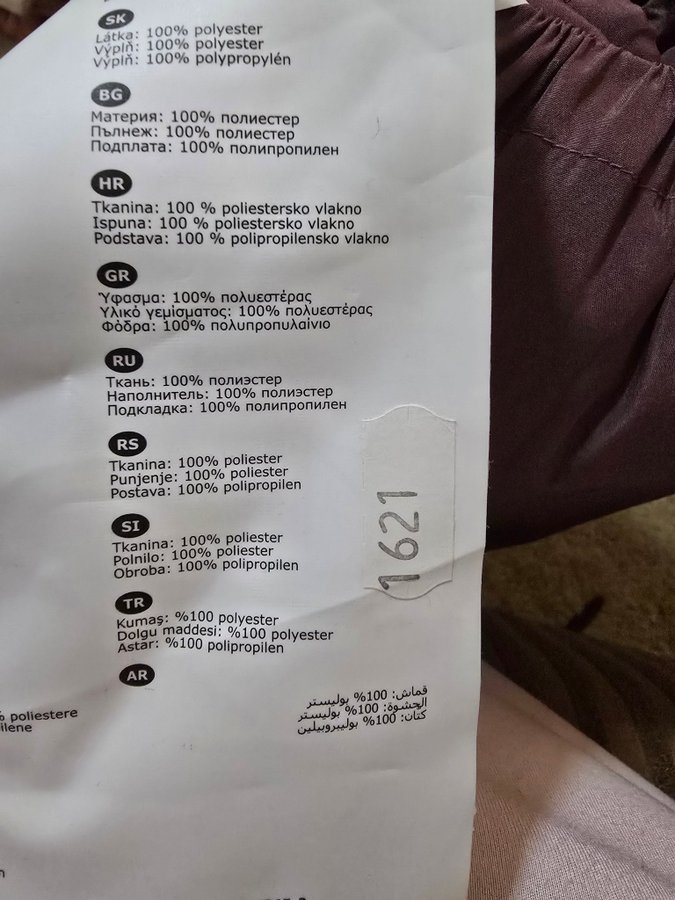 SK
Látka: 100% polyester
Výplň: 100% polyester
Výplň: 100% polypropylén
BG
Материя: 100% полиестер
Пълнеж: 100% полиестер
Подплата: 100% полипропилен
HR
Tkanina: 100 % poliestersko vlakno
Ispuna: 100 % poliestersko vlakno
Podstava: 100 % polipropilensko vlakno
GR
Ύφασμα: 100% πολυεστέρας
Υλικό γεμίσματος: 100% πολυεστέρας
Φόδρα: 100% πολυπροπυλαίνιο
RU
Ткань: 100% полиэстер
Наполнитель: 100% полиэстер
Подкладка: 100% полипропилен
RS
Tkanina: 100% poliester
Punjenje: 100% poliester
Postava: 100% polipropilen
SI
Tkanina: 100% poliester
Polnilo: 100% poliester
Obroba: 100% polipropilen
TR
Kumaş: %100 polyester
Dolgu maddesi: %100 polyester
Astar: %100 polipropilen
AR
قماش: 100% بوليستر
الحشوة: 100% بوليستر
كتان: 100% بوليبروبيلين
% poliestere
ilene
1621